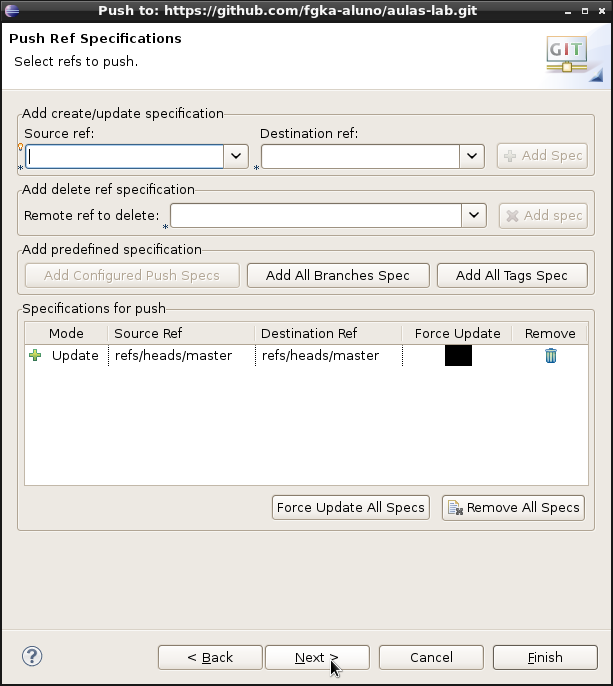 Push to: https://github.com/fgka-aluno/aulas-lab.git
Push Ref Specifications
Select refs to push.
GIT
Add create/update specification
Source ref: Destination ref:
Add Spec
Add delete ref specification
Remote ref to delete: Add spec
Add predefined specification
Add Configured Push Specs Add All Branches Spec Add All Tags Spec
Specifications for push
Mode Source Ref Destination Ref Force Update Remove
Update refs/heads/master refs/heads/master
Force Update All Specs Remove All Specs
? < Back Next > Cancel Finish